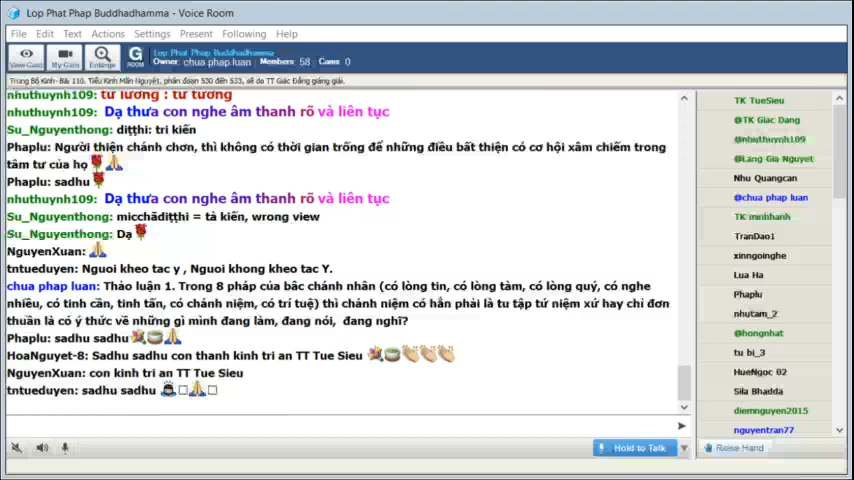 Lop Phat Phap Buddhadhamma - Voice Room
File Edit Text Actions Settings Present Following Help
Lop Phat Phap Buddhadhamma
Owner: chua phap luan: Members: 58 Cams: 0
View Cams My Cam Enlarge G ROOM
Trung Bộ Kinh- Bài 110, Tiểu Kinh Mãn Nguyệt, phân đoạn 530 đến 533, sẽ do TT Giác Đẳng giảng giải.
nhuthuynh109: tư lương : tư tưởng
nhuthuynh109: Dạ thưa con nghe âm thanh rõ và liên tục
Su_Nguyenthong: diṭṭhi: tri kiến
Phaplu: Người thiện chánh chơn, thì không có thời gian trống để những điều bất thiện có cơ hội xâm chiếm trong
tâm tư của họ
Phaplu: sadhu
nhuthuynh109: Dạ thưa con nghe âm thanh rõ và liên tục
Su_Nguyenthong: micchādiṭṭhi = tà kiến, wrong view
Su_Nguyenthong: Dạ
NguyenXuan:
tntueduyen: Nguoi kheo tac y , Nguoi khong kheo tac Y.
chua phap luan: Thảo luận 1. Trong 8 pháp của bâc chánh nhân (có lòng tin, có lòng tàm, có lòng quý, có nghe
nhiều, có tinh cần, tinh tấn, có chánh niệm, có trí tuệ) thì chánh niệm có hẳn phải là tu tập tứ niệm xứ hay chỉ đơn
thuần là có ý thức về những gì mình đang làm, đang nói, đang nghĩ?
Phaplu: sadhu sadhu
HoaNguyet-8: Sadhu sadhu con thanh kinh tri an TT Tue Sieu
NguyenXuan: con kinh tri an TT Tue Sieu
tntueduyen: sadhu sadhu
TK TueSieu
@TK Giac Dang
@nhuthuynh109
@Lang Gia Nguyet
Nhu Quangcan
@chua phap luan
TK minhhanh
TranDao1
xinngoinghe
Lua Ha
Phaplu
nhutam_2
@hongnhat
tu bi_3
HueNgoc 02
Sila Bhadda
diemnguyen2015
nguyentran77
Hold to Talk
Reise Hand